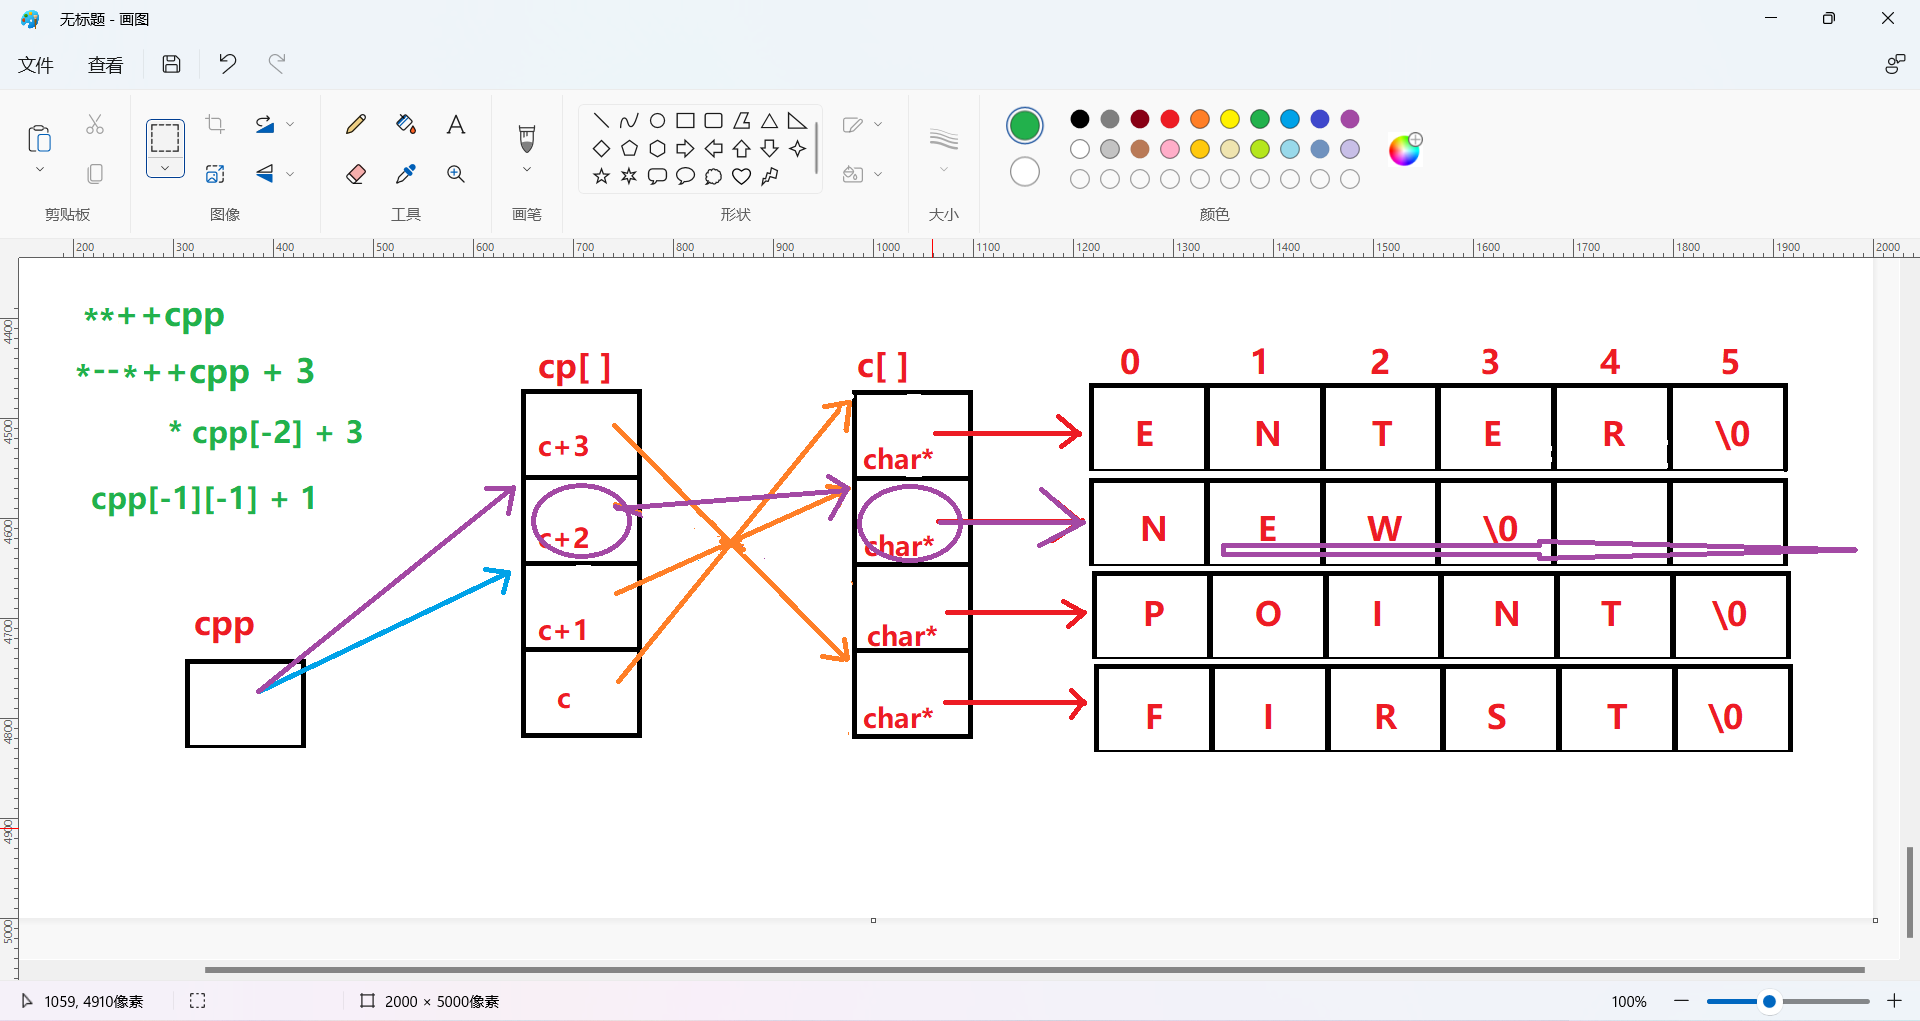 无标题 - 画图
文件 查看
剪贴板 图像 工具 画笔 形状 大小 颜色
200 300 400 500 600 700 800 900 1000 1100 1200 1300 1400 1500 1600 1700 1800 1900 2000
4400
4500
4600
4700
4800
4900
5000
**++cpp
*--*++cpp + 3
* cpp[-2] + 3
cpp[-1][-1] + 1
cpp
cp[ ]
c+3
c+2
c+1
c
c[ ]
char*
char*
char*
char*
0 1 2 3 4 5
E N T E R \0
N E W \0
P O I N T \0
F I R S T \0
1059, 4910像素 2000 × 5000像素 100%